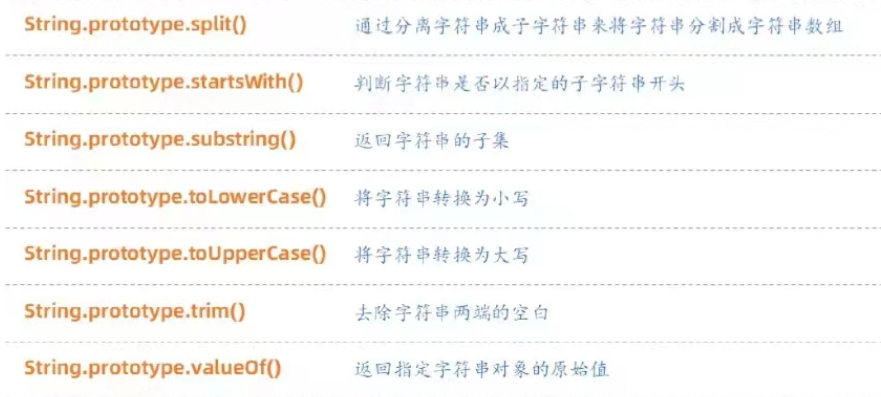 String.prototype.split() 通过分离字符串成子字符串来将字符串分割成字符串数组
String.prototype.startsWith() 判断字符串是否以指定的子字符串开头
String.prototype.substring() 返回字符串的子集
String.prototype.toLowerCase() 将字符串转换为小写
String.prototype.toUpperCase() 将字符串转换为大写
String.prototype.trim() 去除字符串两端的空白
String.prototype.valueOf() 返回指定字符串对象的原始值